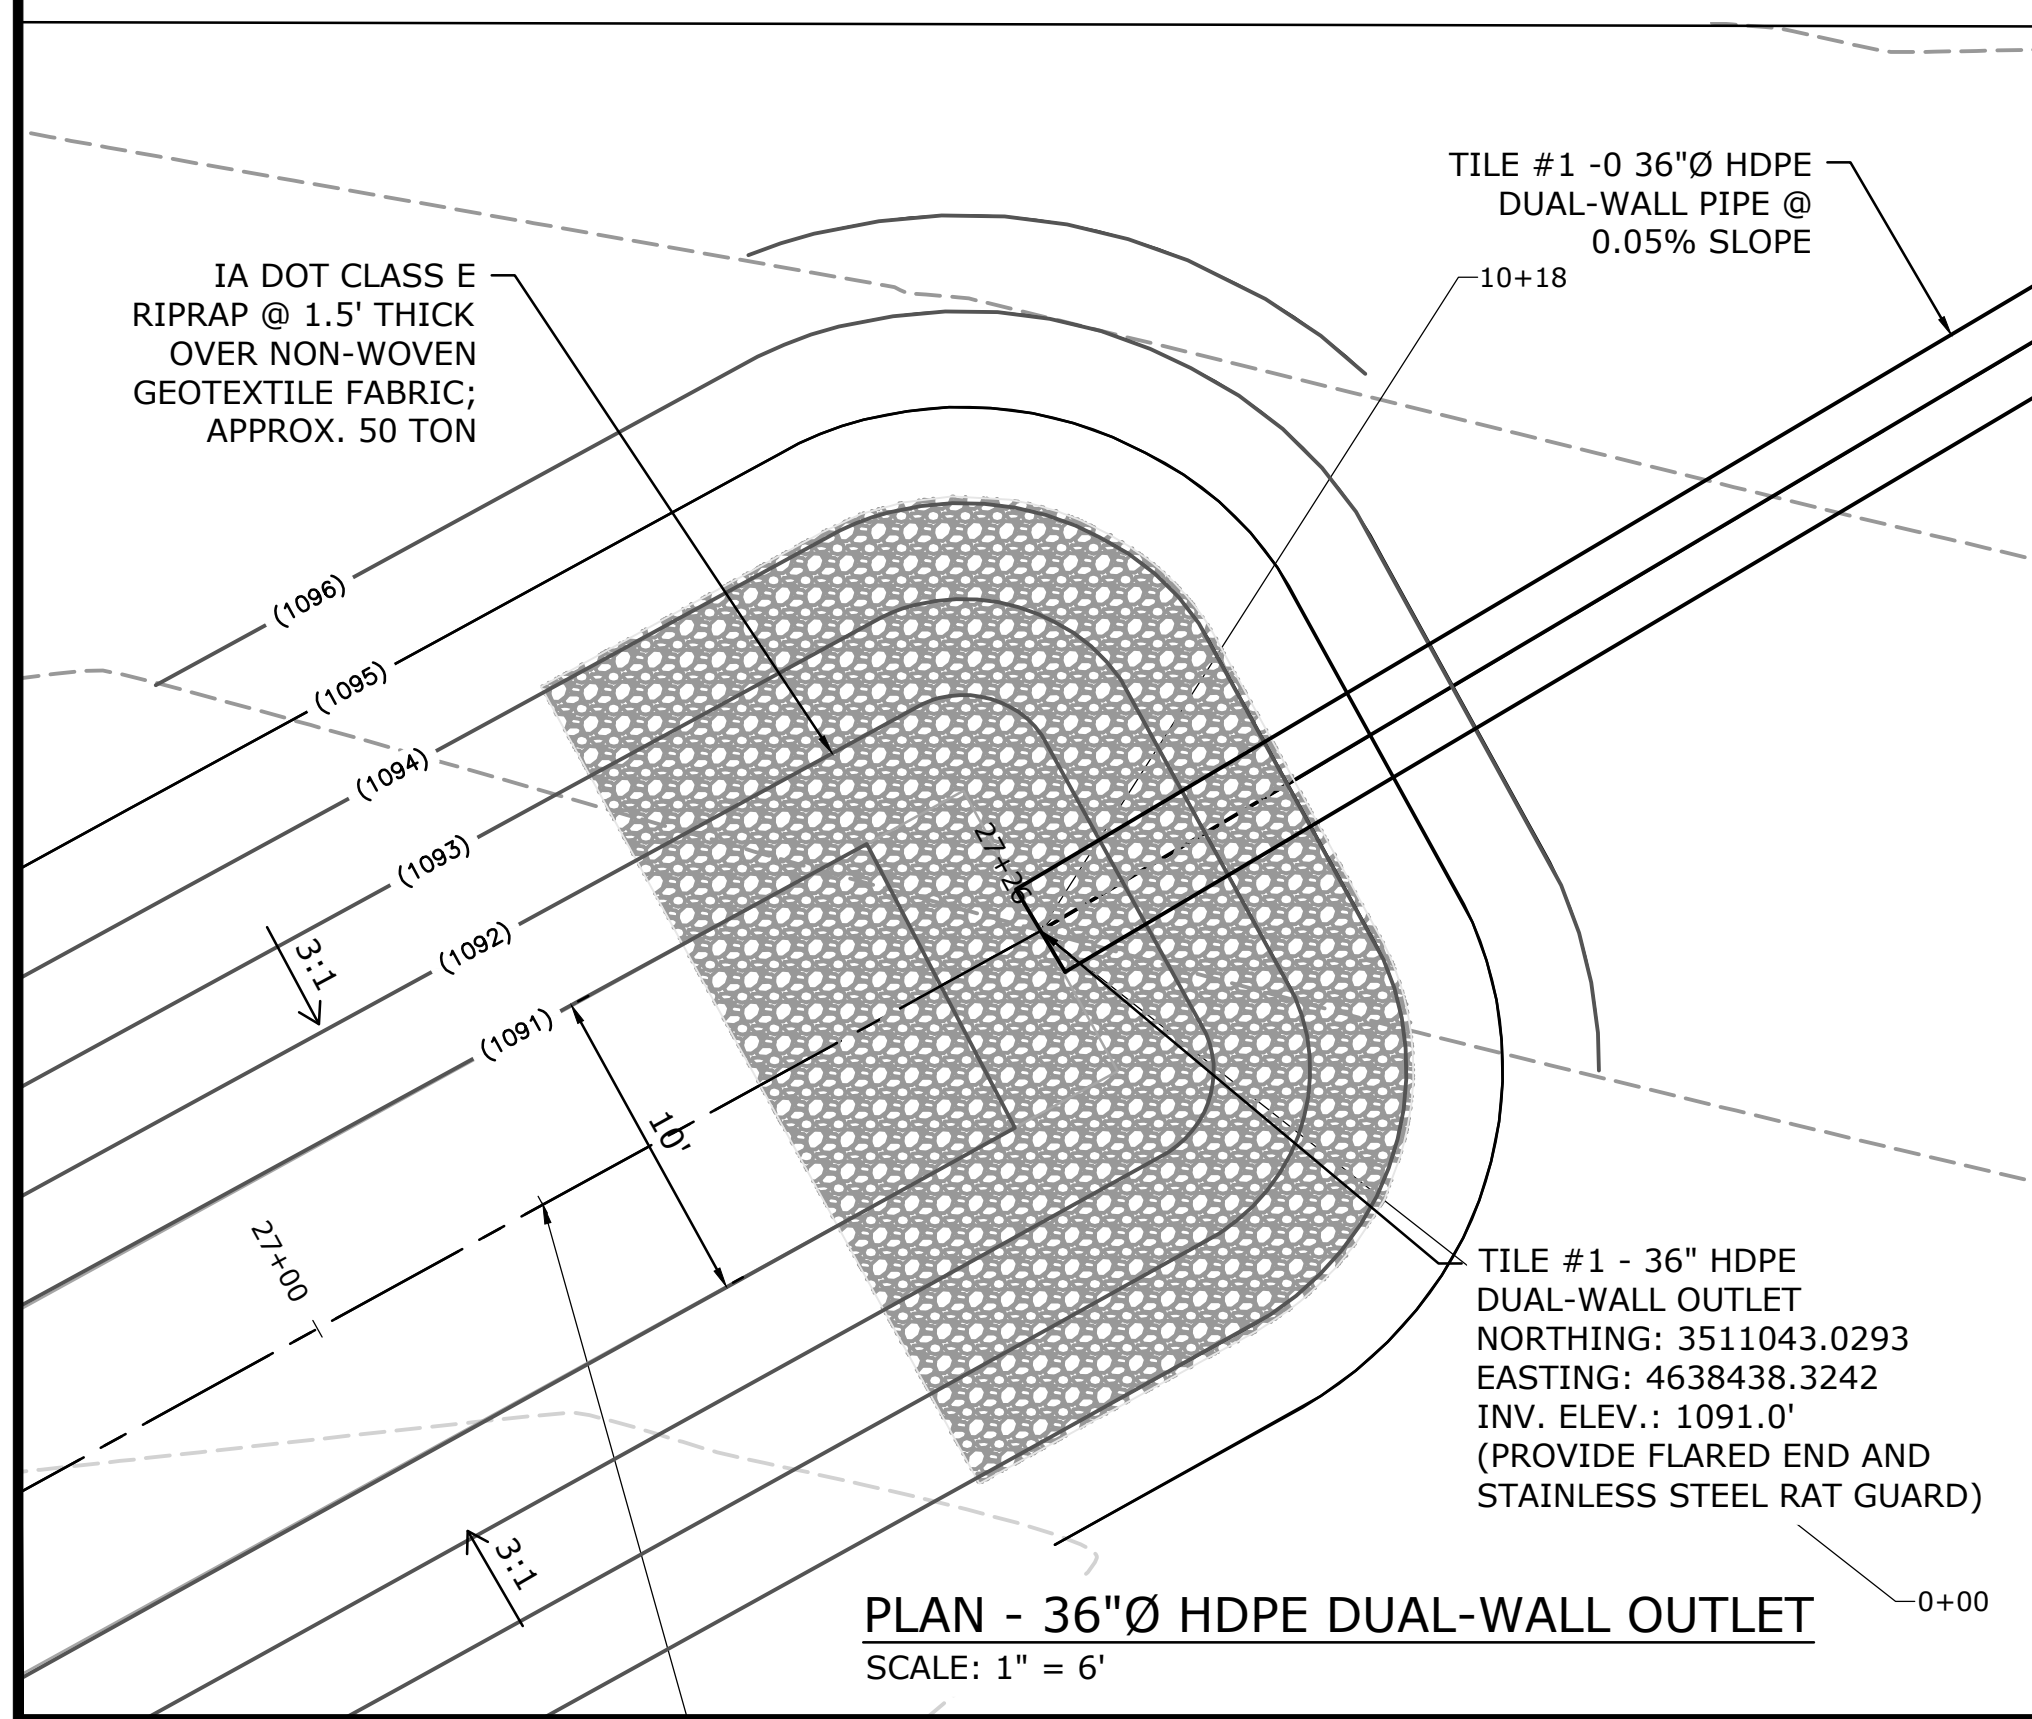 TILE #1 -0 36"Ø HDPE
DUAL-WALL PIPE @
0.05% SLOPE
10+18
IA DOT CLASS E
RIPRAP @ 1.5' THICK
OVER NON-WOVEN
GEOTEXTILE FABRIC;
APPROX. 50 TON
(1096)
(1095)
(1094)
(1093)
(1092)
(1091)
3:1
27+26
10'
27+00
3:1
TILE #1 - 36" HDPE
DUAL-WALL OUTLET
NORTHING: 3511043.0293
EASTING: 4638438.3242
INV. ELEV.: 1091.0'
(PROVIDE FLARED END AND
STAINLESS STEEL RAT GUARD)
0+00
PLAN - 36"Ø HDPE DUAL-WALL OUTLET
SCALE: 1" = 6'